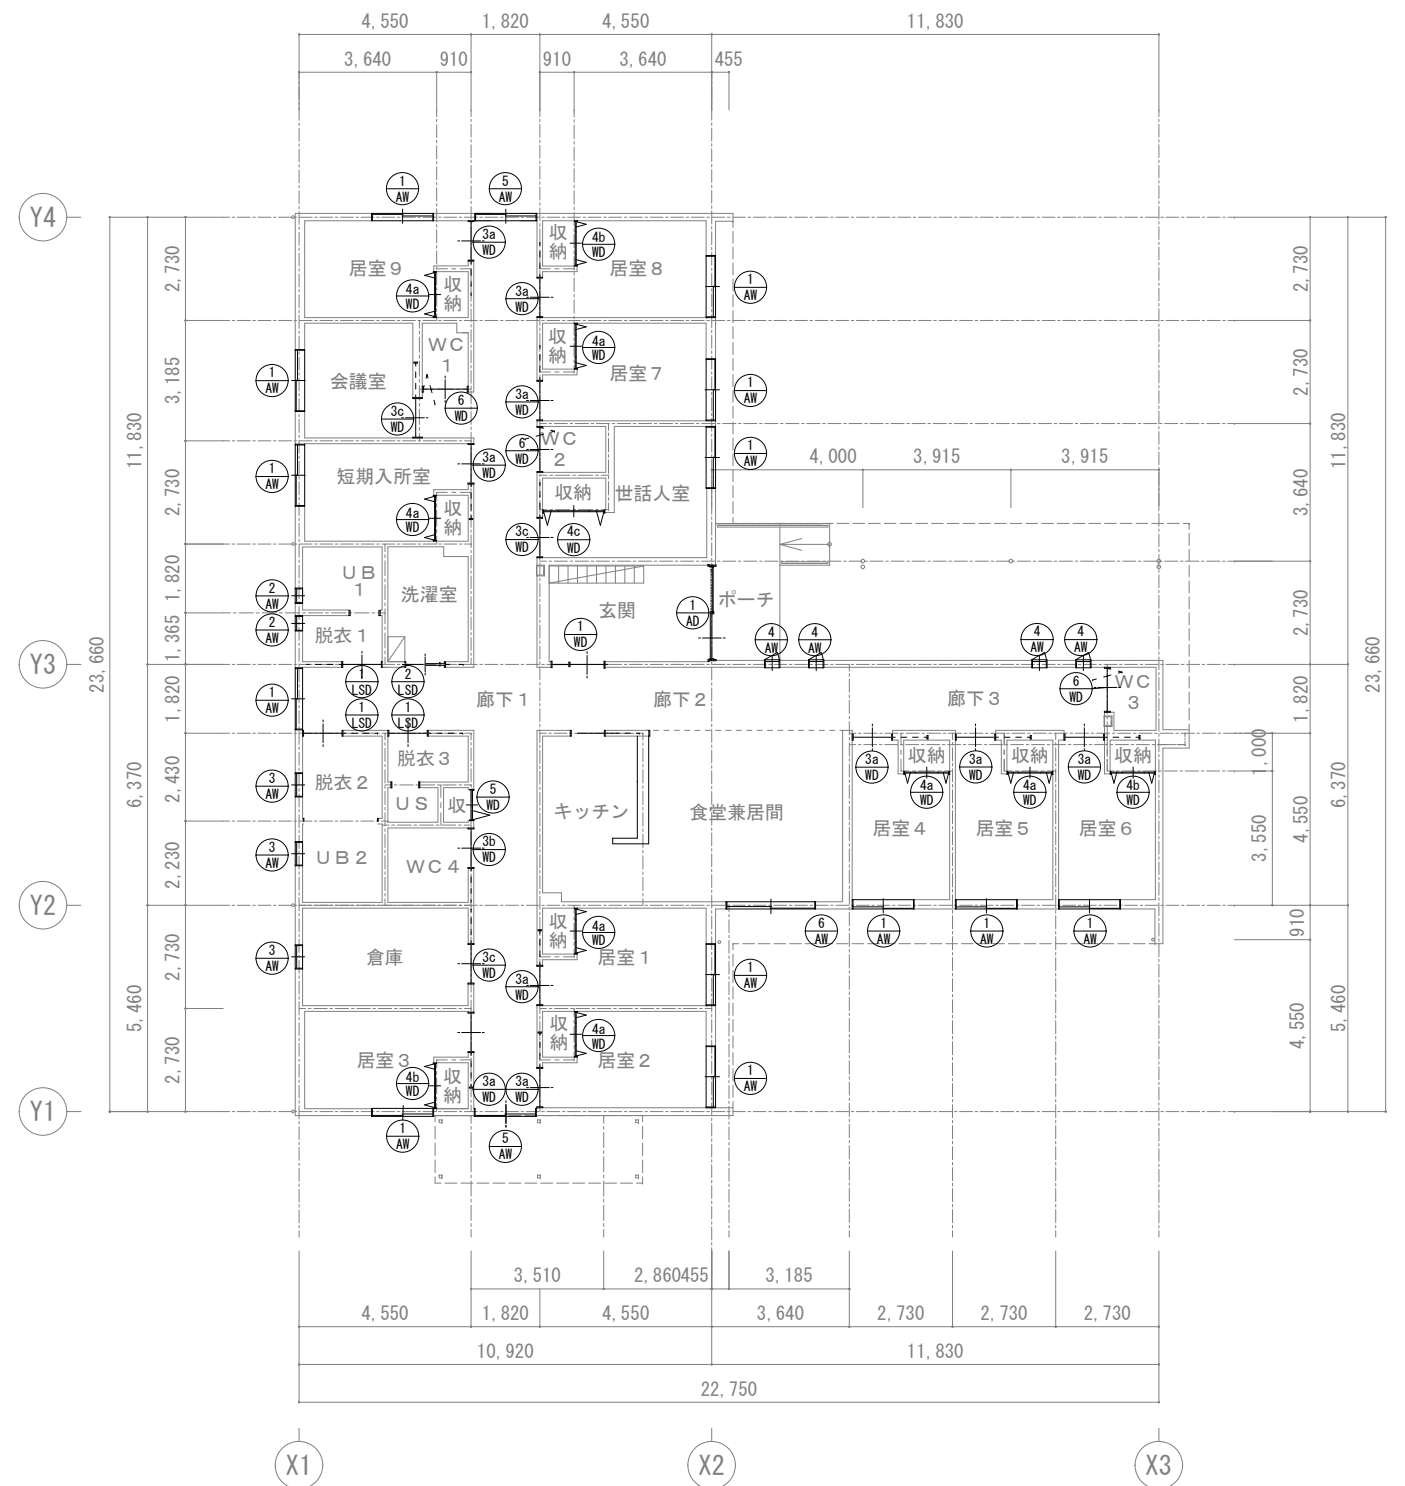 4,550 1,820 4,550 11,830
3,640 910 910 3,640 455
1
AW
5
AW
Y4
3a
WD
収
納
4b
WD
居室9
居室8
2,730
2,730
4a
WD
収
納
3a
WD
1
AW
収
納
4a
WD
WC
1
居室7
会議室
3,185
1
AW
2,730
1
AW
3a
WD
6
WD
3c
WD
11,830
11,830
6
WD
WC
2
1
AW
4,000 3,915 3,915
1
AW
3a
WD
短期入所室
収納
世話人室
2,730
3,640
4a
WD
収
納
3c
WD
4c
WD
UB
1
洗濯室
1,820
2
AW
玄関
1
AD
ポーチ
2,730
2
AW
脱衣1
1,365
1
WD
4
AW
4
AW
4
AW
4
AW
23,660
23,660
Y3
1
LSD
2
LSD
6
WD
WC
3
1
AW
廊下1
廊下2
廊下3
1,820
1,820
1
LSD
1
LSD
脱衣3
収納
収納
収納
1,000
3a
WD
3a
WD
3a
WD
2,430
3
AW
脱衣2
US
収
5
WD
キッチン
食堂兼居間
4a
WD
4a
WD
4b
WD
6,370
6,370
居室4
居室5
居室6
4,550
3,550
3
AW
UB2
WC4
3b
WD
2,230
Y2
収
納
4a
WD
6
AW
1
AW
1
AW
1
AW
910
3
AW
倉庫
3c
WD
居室1
2,730
3a
WD
1
AW
5,460
5,460
収
納
4a
WD
4,550
居室3
居室2
2,730
4b
WD
収
納
3a
WD
3a
WD
1
AW
Y1
1
AW
5
AW
3,510 2,860 455 3,185
4,550 1,820 4,550 3,640 2,730 2,730 2,730
10,920 11,830
22,750
X1 X2 X3